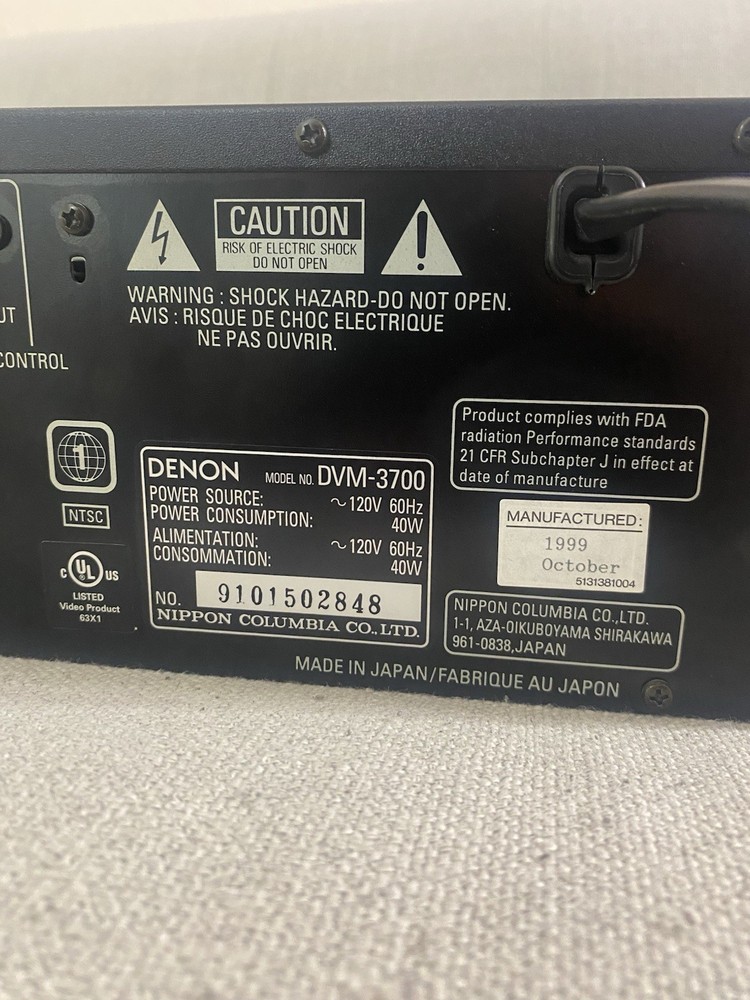 CAUTION
RISK OF ELECTRIC SHOCK
DO NOT OPEN
WARNING : SHOCK HAZARD-DO NOT OPEN.
AVIS : RISQUE DE CHOC ELECTRIQUE
NE PAS OUVRIR.
UT
CONTROL
1
NTSC
C UL US
®
LISTED
Video Product
63X1
DENON MODEL NO. DVM-3700
POWER SOURCE: ~120V 60Hz
POWER CONSUMPTION: 40W
ALIMENTATION: ~120V 60Hz
CONSOMMATION: 40W
NO. 9101502848
NIPPON COLUMBIA CO., LTD.
Product complies with FDA
radiation Performance standards
21 CFR Subchapter J in effect at
date of manufacture
MANUFACTURED:
1999
October
5131381004
NIPPON COLUMBIA CO.,LTD.
1-1, AZA-OIKUBOYAMA SHIRAKAWA
961-0838,JAPAN
MADE IN JAPAN/FABRIQUE AU JAPON